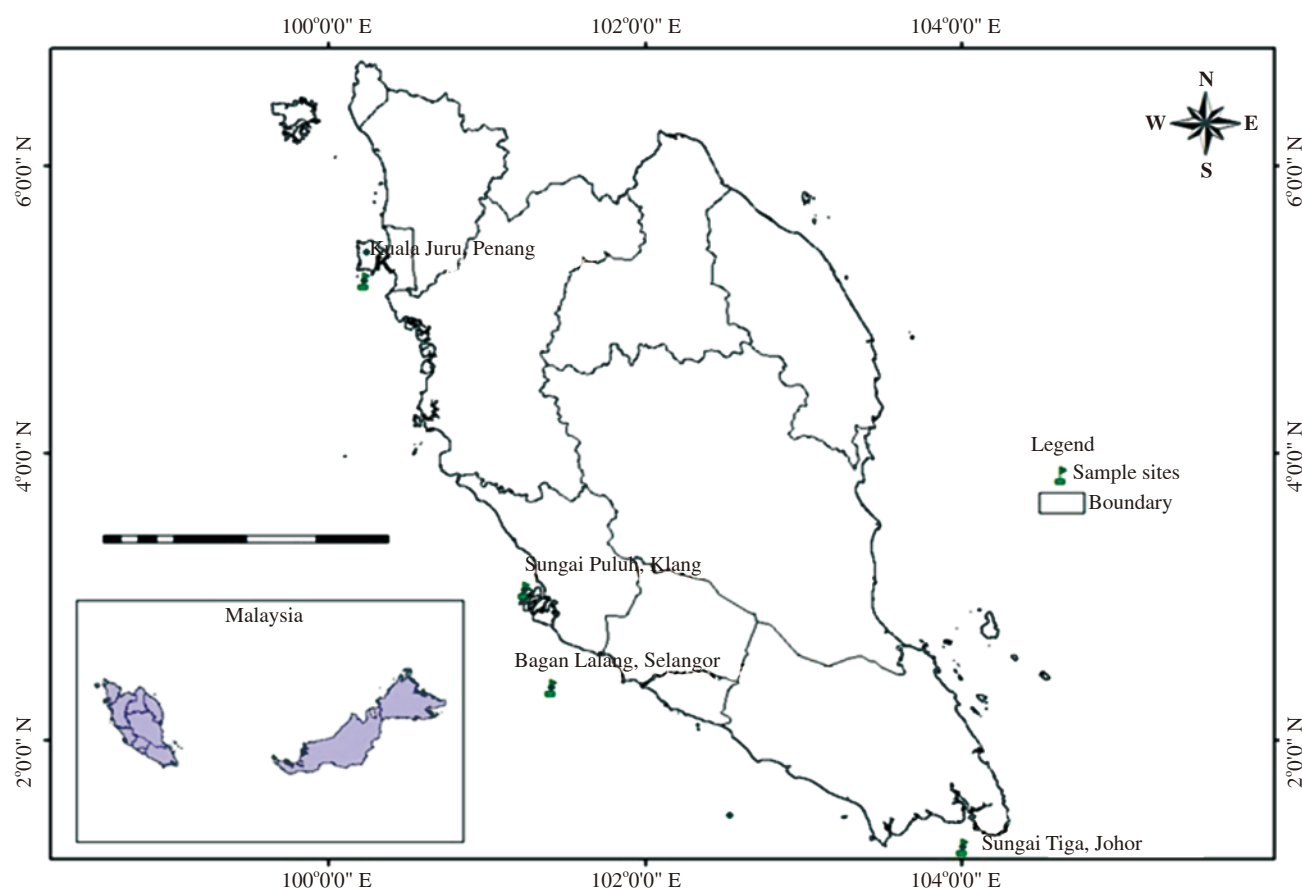 100°0'0" E
102°0'0" E
104°0'0" E
N
W E
S
6°0'0" N
6°0'0" N
Kuala Juru, Penang
K
4°0'0" N
4°0'0" N
Legend
Sample sites
Boundary
Sungai Puluh, Klang
Malaysia
Bagan Lalang, Selangor
2°0'0" N
2°0'0" N
Sungai Tiga, Johor
100°0'0" E
102°0'0" E
104°0'0" E